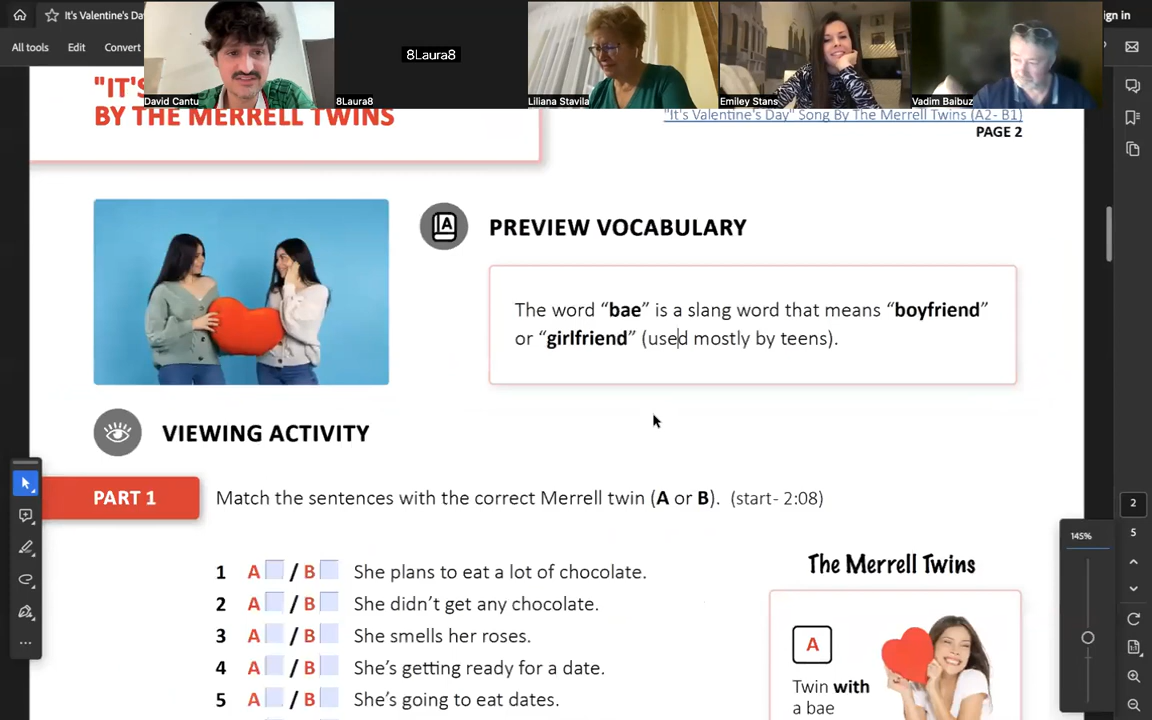 It's Valentine's Da
gn in
All tools Edit Convert
8Laura8
David Cantu
8Laura8
Liliana Stavila
Emiley Stans
Vadim Baibuz
"IT'S
BY THE MERRELL TWINS
"It's Valentine's Day" Song By The Merrell Twins (A2- B1)
PAGE 2
A
PREVIEW VOCABULARY
The word “bae” is a slang word that means “boyfriend”
or “girlfriend” (used mostly by teens).
VIEWING ACTIVITY
PART 1
Match the sentences with the correct Merrell twin (A or B). (start- 2:08)
1 A / B She plans to eat a lot of chocolate.
2 A / B She didn’t get any chocolate.
3 A / B She smells her roses.
4 A / B She’s getting ready for a date.
5 A / B She’s going to eat dates.
The Merrell Twins
A
Twin with
a bae
2
5
145%